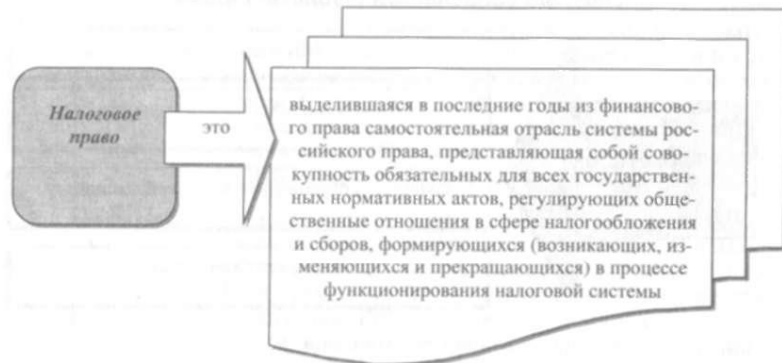 Налоговое
право
это
выделившаяся в последние годы из финансово-
го права самостоятельная отрасль системы рос-
сийского права, представляющая собой сово-
купность обязательных для всех государствен-
ных нормативных актов, регулирующих обще-
ственные отношения в сфере налогообложения
и сборов, формирующихся (возникающих, из-
меняющихся и прекращающихся) в процессе
функционирования налоговой системы